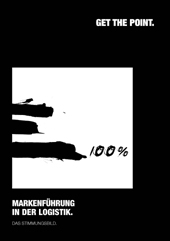 GET THE POINT.
100%
MARKENFÜHRUNG
IN DER LOGISTIK.
DAS STIMMUNGSBILD.